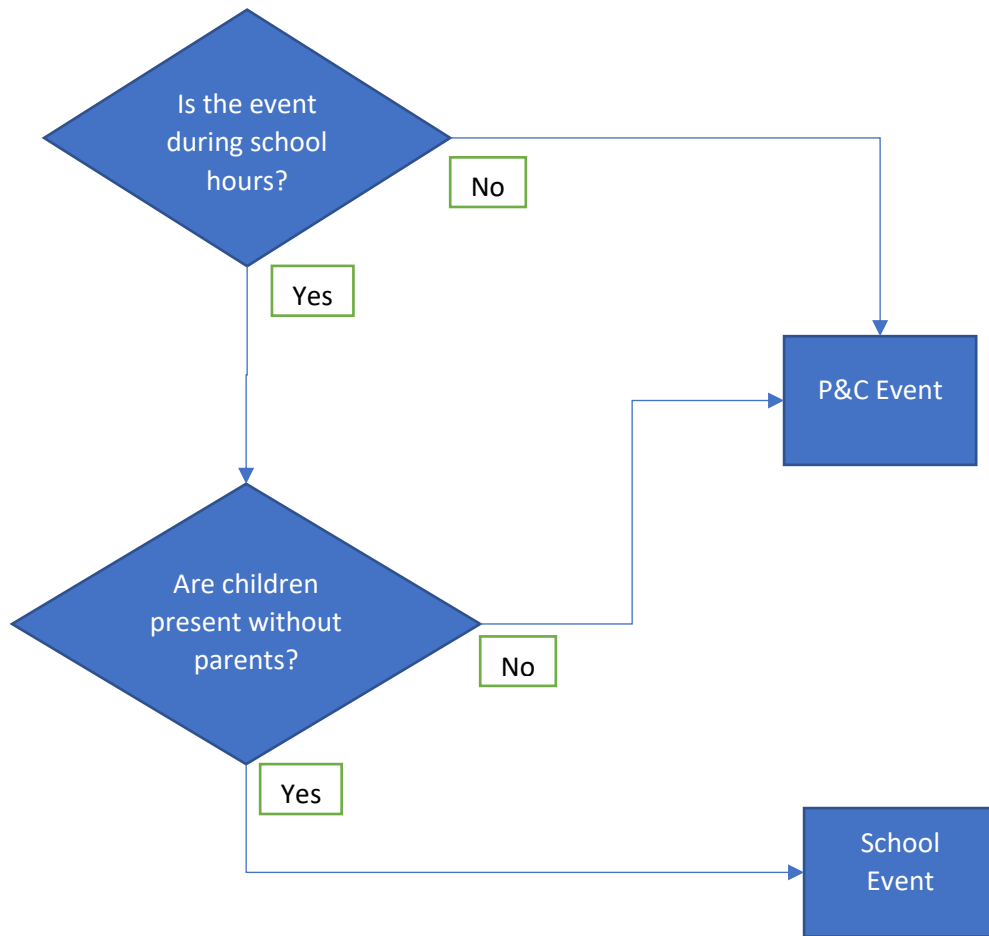 Is the event
during school
hours?
No
Yes
P&C Event
Are children
present without
parents?
No
Yes
School
Event